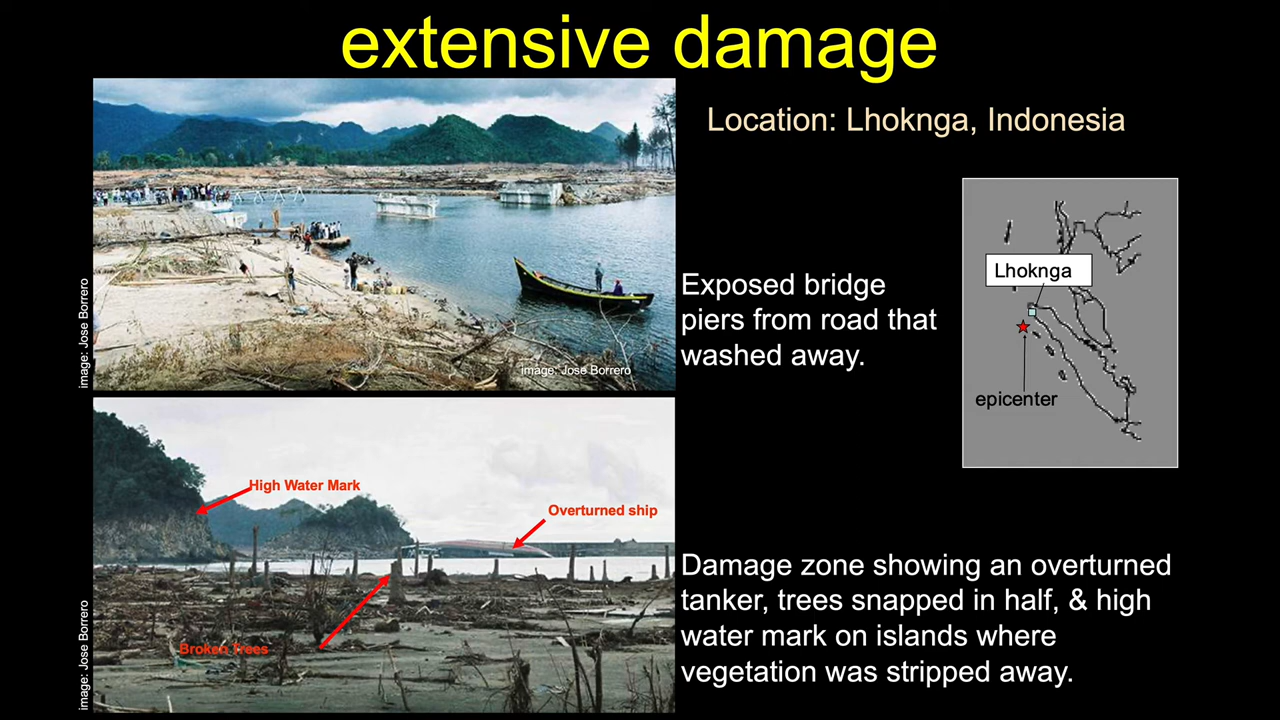 extensive damage
Location: Lhoknga, Indonesia
image: Jose Borrero
image: Jose Borrero
Exposed bridge
piers from road that
washed away.
Lhoknga
epicenter
High Water Mark
Overturned ship
Broken Trees
image: Jose Borrero
Damage zone showing an overturned
tanker, trees snapped in half, & high
water mark on islands where
vegetation was stripped away.